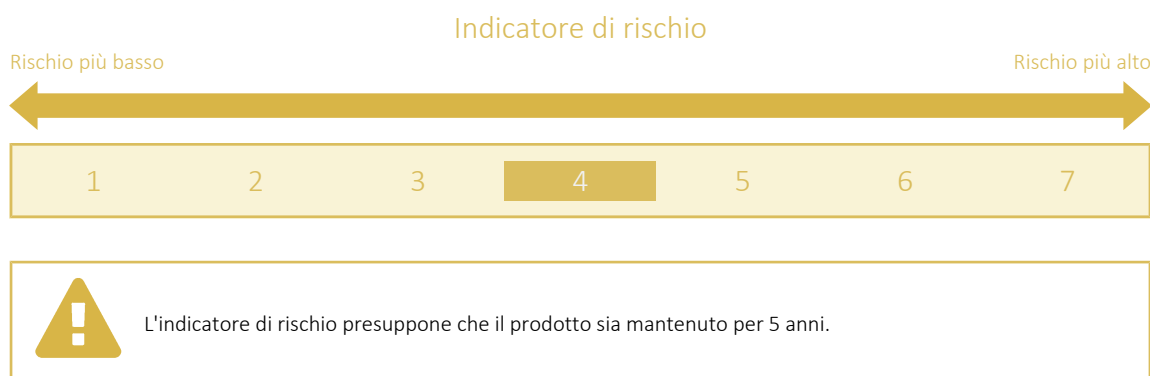 Indicatore di rischio
Rischio più basso Rischio più alto
1 2 3 4 5 6 7
L'indicatore di rischio presuppone che il prodotto sia mantenuto per 5 anni.